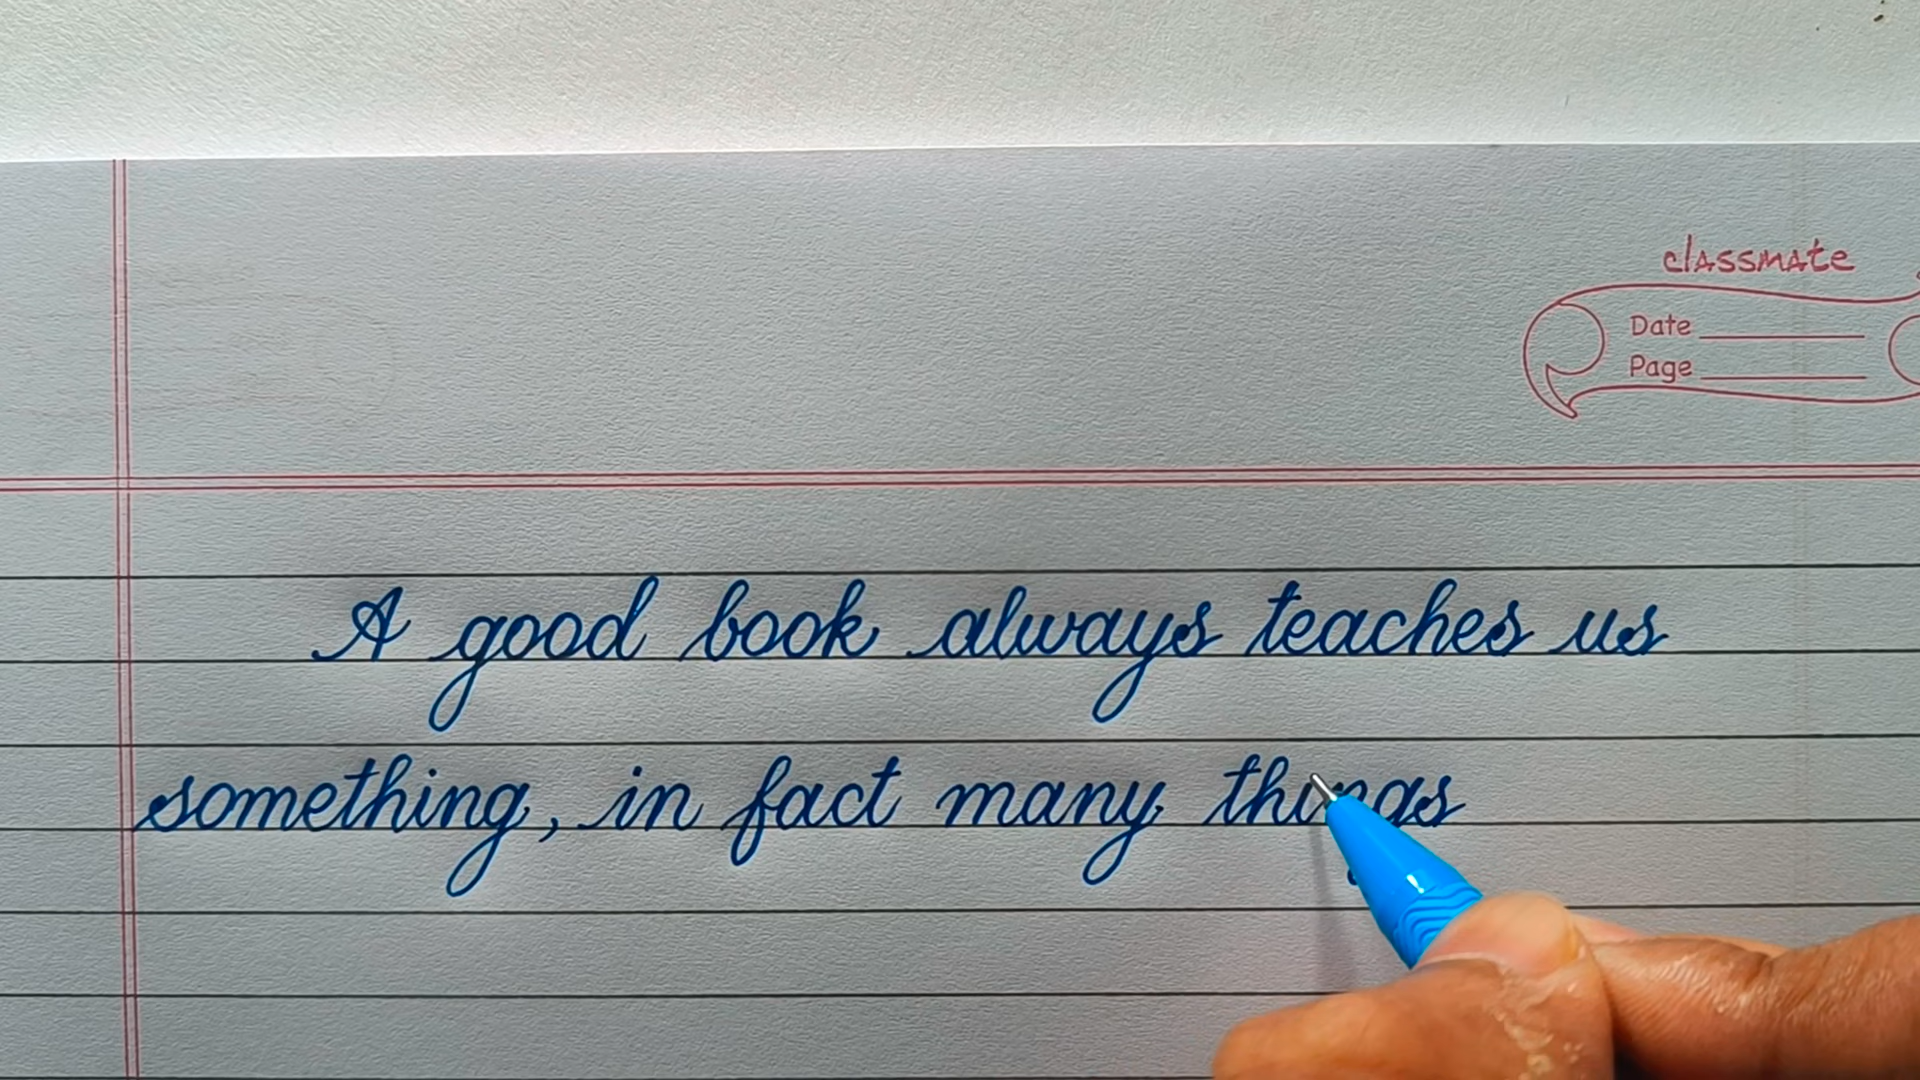 classmate
Date
Page
A good book always teaches us
something, in fact many things